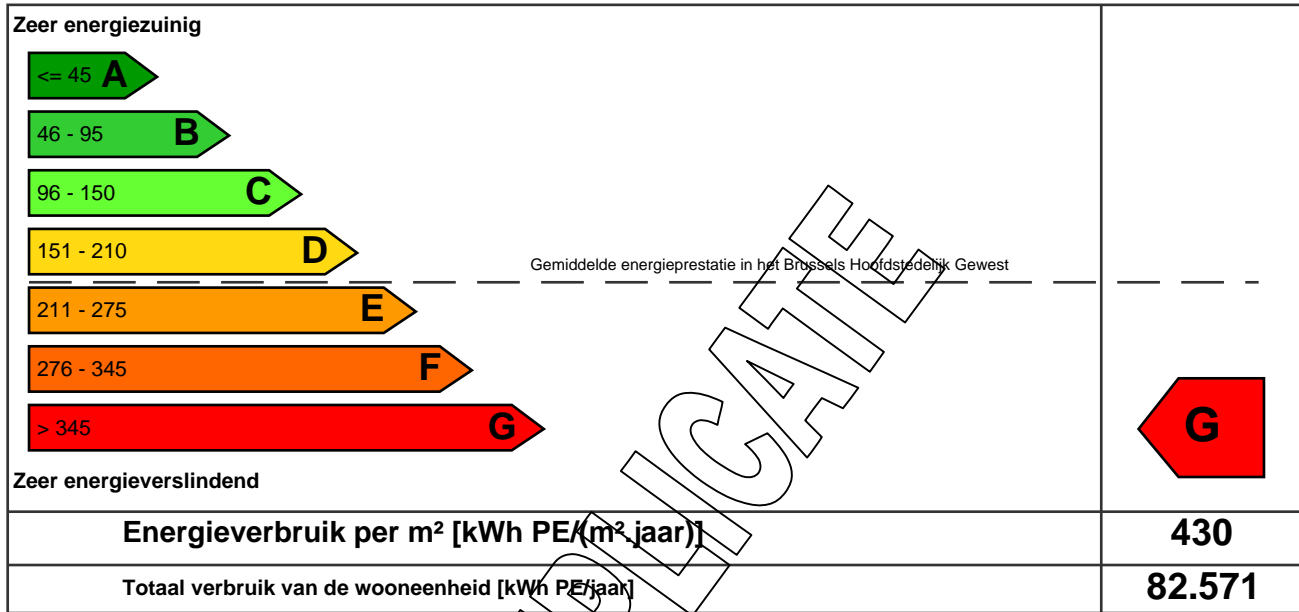 Zeer energiezuinig
<= 45 A
46 - 95 B
96 - 150 C
151 - 210 D
Gemiddelde energieprestatie in het Brussels Hoofdstedelijk Gewest
211 - 275 E
276 - 345 F
> 345 G
G
Zeer energieverslindend
Energieverbruik per m² [kWh PE/(m².jaar)] 430
Totaal verbruik van de wooneenheid [kWh PE/jaar] 82.571
PLICATE